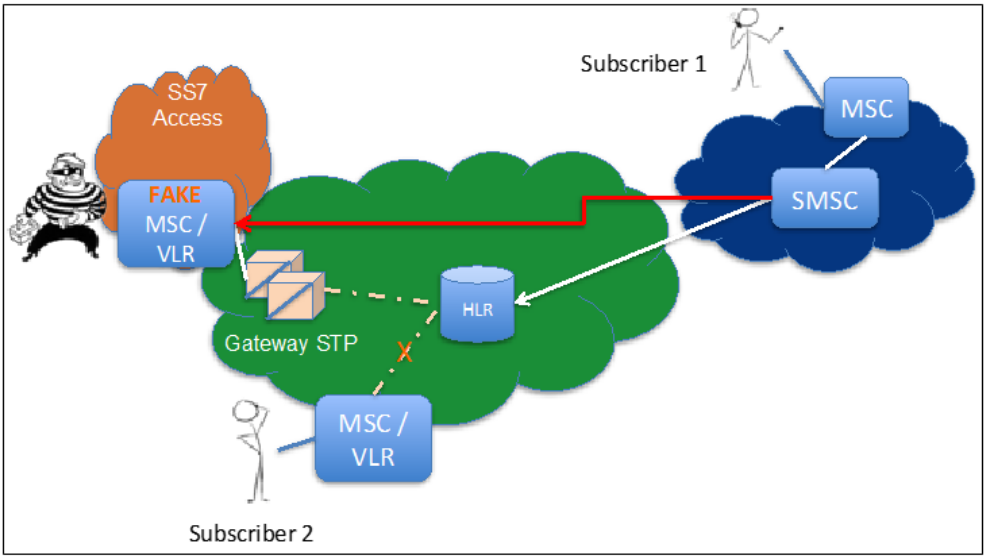 Subscriber 1
SS7
Access
MSC
FAKE
MSC /
VLR
SMSC
HLR
Gateway STP
X
MSC /
VLR
Subscriber 2